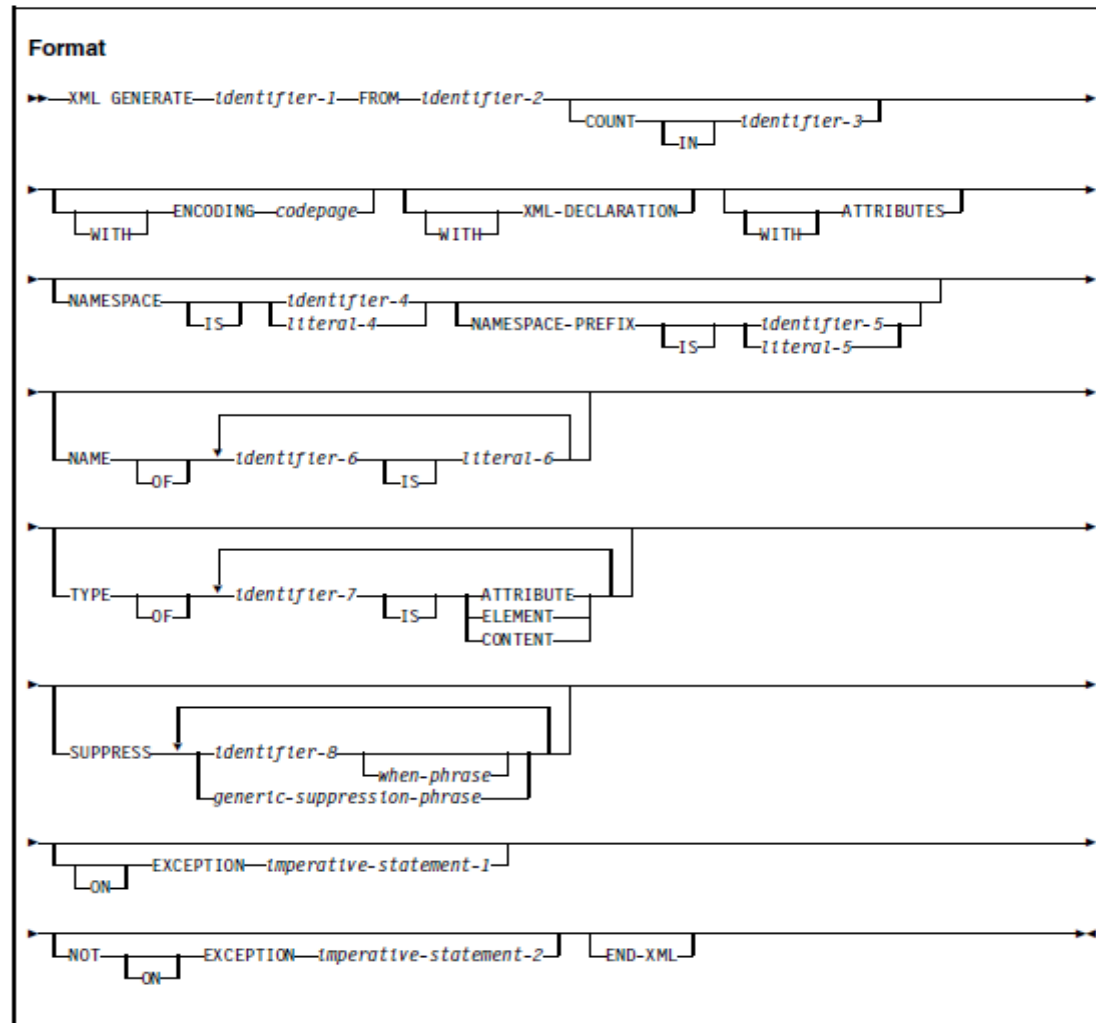 Format
XML GENERATE identifier-1 FROM identifier-2
COUNT identifier-3
IN
ENCODING codepage XML-DECLARATION ATTRIBUTES
WITH WITH WITH
NAMESPACE identifier-4
IS literal-4 NAMESPACE-PREFIX identifier-5
IS literal-5
NAME identifier-6 literal-6
OF IS
TYPE identifier-7 ATTRIBUTE
OF IS ELEMENT
CONTENT
SUPPRESS identifier-8
when-phrase
generic-suppression-phrase
EXCEPTION imperative-statement-1
ON
NOT EXCEPTION imperative-statement-2 END-XML
ON